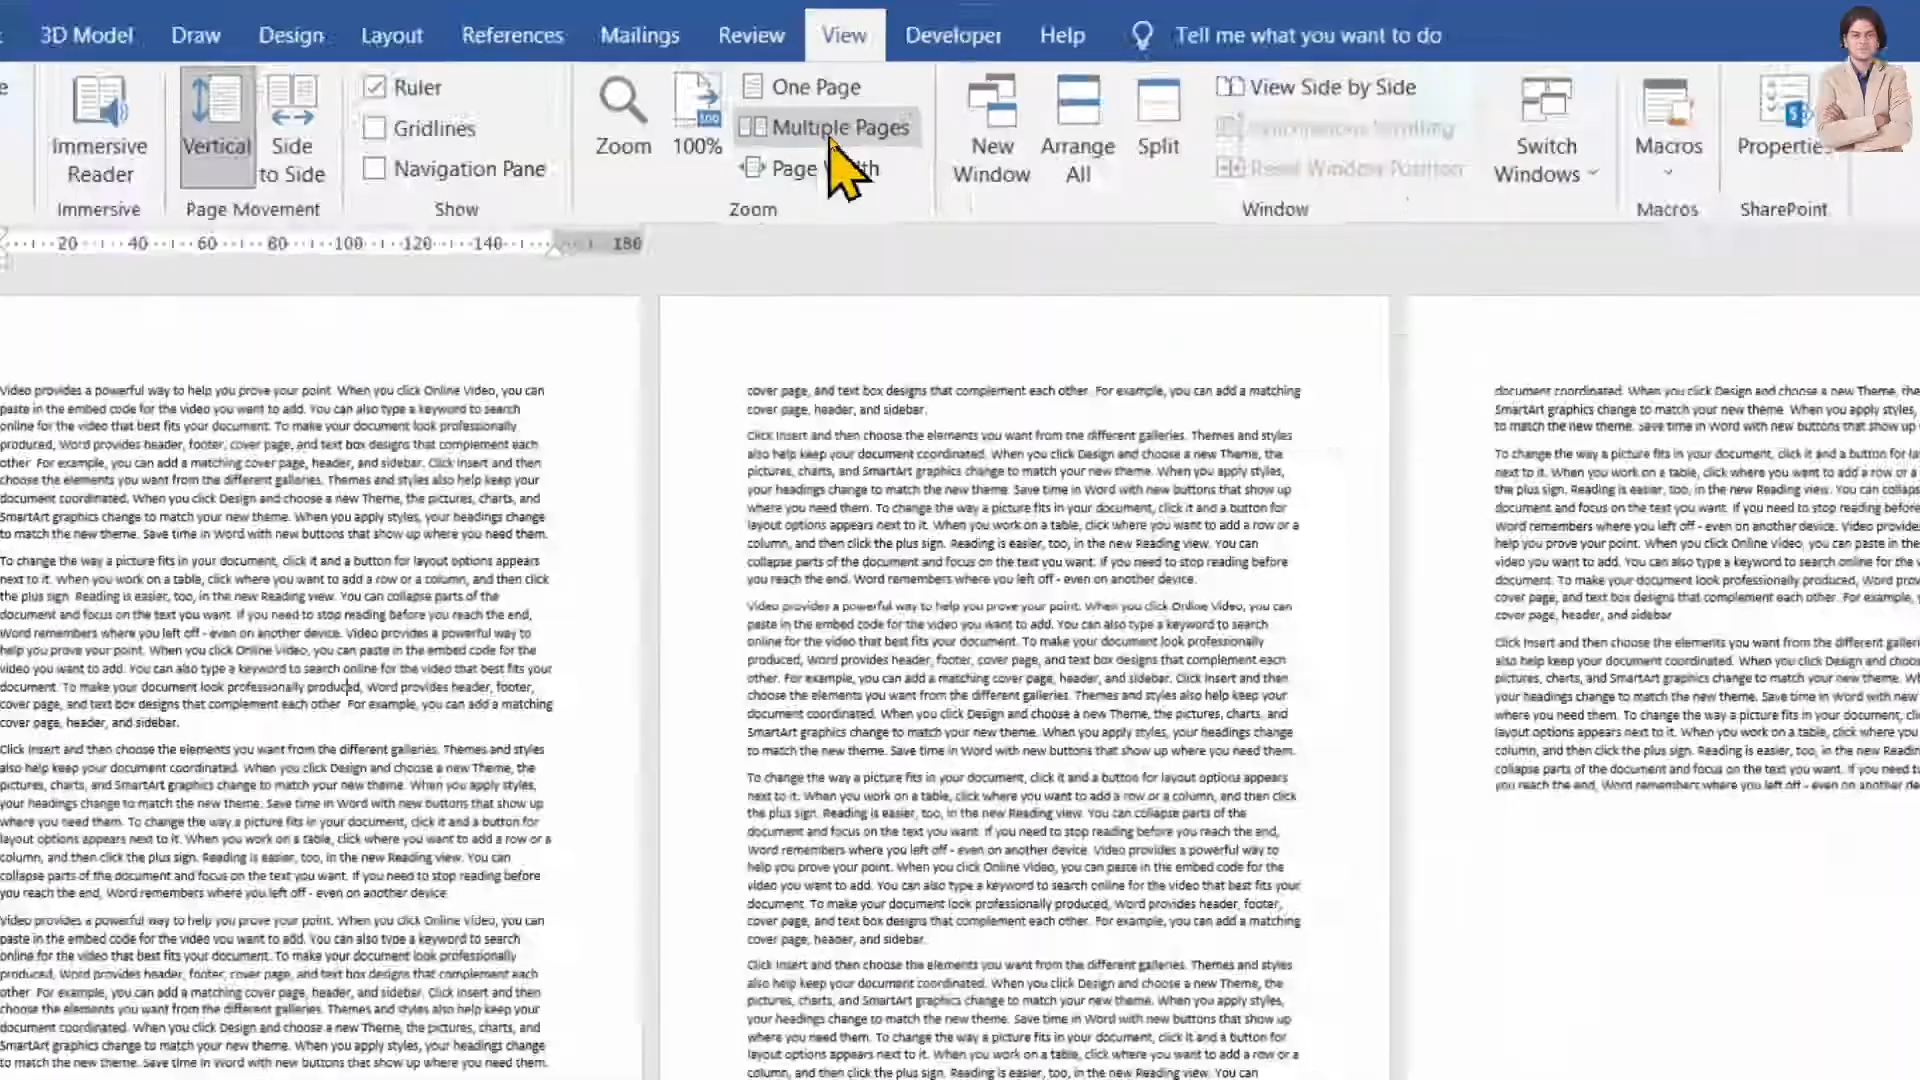 3D Model Draw Design Layout References Mailings Review View Developer Help Tell me what you want to do
Immersive Reader
Vertical
Side to Side
Ruler
Gridlines
Navigation Pane
Zoom
100%
100
One Page
Multiple Pages
Page
New Window
Arrange All
Split
View Side by Side
Synchronous Scrolling
Reset Window Position
Switch Windows
Macros
Properties
Immersive
Page Movement
Show
Zoom
Window
Macros
SharePoint
20 40 60 80 100 120 140 180
Video provides a powerful way to help you prove your point. When you click Online Video, you can
paste in the embed code for the video you want to add. You can also type a keyword to search
online for the video that best fits your document. To make your document look professionally
produced, Word provides header, footer, cover page, and text box designs that complement each
other. For example, you can add a matching cover page, header, and sidebar. Click Insert and then
choose the elements you want from the different galleries. Themes and styles also help keep your
document coordinated. When you click Design and choose a new Theme, the pictures, charts, and
SmartArt graphics change to match your new theme. When you apply styles, your headings change
to match the new theme. Save time in Word with new buttons that show up where you need them.
To change the way a picture fits in your document, click it and a button for layout options appears
next to it. When you work on a table, click where you want to add a row or a column, and then click
the plus sign. Reading is easier, too, in the new Reading view. You can collapse parts of the
document and focus on the text you want. If you need to stop reading before you reach the end,
Word remembers where you left off - even on another device. Video provides a powerful way to
help you prove your point. When you click Online Video, you can paste in the embed code for the
video you want to add. You can also type a keyword to search online for the video that best fits your
document. To make your document look professionally produced, Word provides header, footer,
cover page, and text box designs that complement each other. For example, you can add a matching
cover page, header, and sidebar.
Click Insert and then choose the elements you want from the different galleries. Themes and styles
also help keep your document coordinated. When you click Design and choose a new Theme, the
pictures, charts, and SmartArt graphics change to match your new theme. When you apply styles,
your headings change to match the new theme. Save time in Word with new buttons that show up
where you need them. To change the way a picture fits in your document, click it and a button for
layout options appears next to it. When you work on a table, click where you want to add a row or a
column, and then click the plus sign. Reading is easier, too, in the new Reading view. You can
collapse parts of the document and focus on the text you want. If you need to stop reading before
you reach the end, Word remembers where you left off - even on another device.
Video provides a powerful way to help you prove your point. When you click Online Video, you can
paste in the embed code for the video you want to add. You can also type a keyword to search
online for the video that best fits your document. To make your document look professionally
produced, Word provides header, footer, cover page, and text box designs that complement each
other. For example, you can add a matching cover page, header, and sidebar. Click Insert and then
choose the elements you want from the different galleries. Themes and styles also help keep your
document coordinated. When you click Design and choose a new Theme, the pictures, charts, and
SmartArt graphics change to match your new theme. When you apply styles, your headings change
to match the new theme. Save time in Word with new buttons that show up where you need them.
cover page, and text box designs that complement each other. For example, you can add a matching
cover page, header, and sidebar.
Click Insert and then choose the elements you want from the different galleries. Themes and styles
also help keep your document coordinated. When you click Design and choose a new Theme, the
pictures, charts, and SmartArt graphics change to match your new theme. When you apply styles,
your headings change to match the new theme. Save time in Word with new buttons that show up
where you need them. To change the way a picture fits in your document, click it and a button for
layout options appears next to it. When you work on a table, click where you want to add a row or a
column, and then click the plus sign. Reading is easier, too, in the new Reading view. You can
collapse parts of the document and focus on the text you want. If you need to stop reading before
you reach the end, Word remembers where you left off - even on another device.
Video provides a powerful way to help you prove your point. When you click Online Video, you can
paste in the embed code for the video you want to add. You can also type a keyword to search
online for the video that best fits your document. To make your document look professionally
produced, Word provides header, footer, cover page, and text box designs that complement each
other. For example, you can add a matching cover page, header, and sidebar. Click Insert and then
choose the elements you want from the different galleries. Themes and styles also help keep your
document coordinated. When you click Design and choose a new Theme, the pictures, charts, and
SmartArt graphics change to match your new theme. When you apply styles, your headings change
to match the new theme. Save time in Word with new buttons that show up where you need them.
To change the way a picture fits in your document, click it and a button for layout options appears
next to it. When you work on a table, click where you want to add a row or a column, and then click
the plus sign. Reading is easier, too, in the new Reading view. You can collapse parts of the
document and focus on the text you want. If you need to stop reading before you reach the end,
Word remembers where you left off - even on another device. Video provides a powerful way to
help you prove your point. When you click Online Video, you can paste in the embed code for the
video you want to add. You can also type a keyword to search online for the video that best fits your
document. To make your document look professionally produced, Word provides header, footer,
cover page, and text box designs that complement each other. For example, you can add a matching
cover page, header, and sidebar.
Click Insert and then choose the elements you want from the different galleries. Themes and styles
also help keep your document coordinated. When you click Design and choose a new Theme, the
pictures, charts, and SmartArt graphics change to match your new theme. When you apply styles,
your headings change to match the new theme. Save time in Word with new buttons that show up
where you need them. To change the way a picture fits in your document, click it and a button for
layout options appears next to it. When you work on a table, click where you want to add a row or a
column, and then click the plus sign. Reading is easier, too, in the new Reading view. You can
document coordinated. When you click Design and choose a new Theme, the
SmartArt graphics change to match your new theme. When you apply styles,
to match the new theme. Save time in Word with new buttons that show up
To change the way a picture fits in your document, click it and a button for
next to it. When you work on a table, click where you want to add a row or a
the plus sign. Reading is easier, too, in the new Reading view. You can
document and focus on the text you want. If you need to stop reading before
Word remembers where you left off - even on another device. Video
help you prove your point. When you click Online Video, you can paste in the
video you want to add. You can also type a keyword to search online for the
document. To make your document look professionally produced, Word
cover page, and text box designs that complement each other. For example,
cover page, header, and sidebar.
Click Insert and then choose the elements you want from the different
also help keep your document coordinated. When you click Design and
pictures, charts, and SmartArt graphics change to match your new theme.
your headings change to match the new theme. Save time in Word with new
where you need them. To change the way a picture fits in your document,
layout options appears next to it. When you work on a table, click where you
column, and then click the plus sign. Reading is easier, too, in the new
collapse parts of the document and focus on the text you want. If you need
you reach the end, Word remembers where you left off - even on another